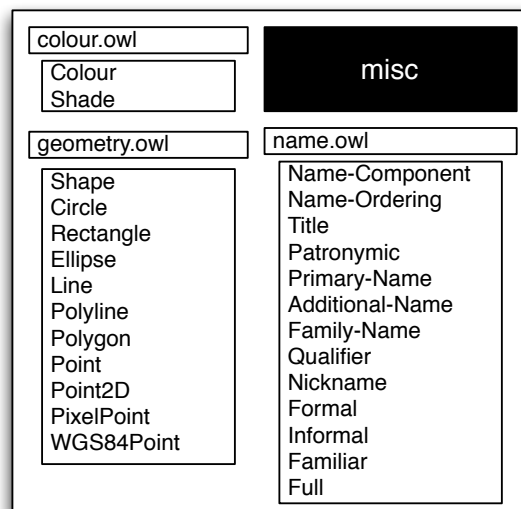 colour.owl
Colour
Shade
misc
geometry.owl
Shape
Circle
Rectangle
Ellipse
Line
Polyline
Polygon
Point
Point2D
PixelPoint
WGS84Point
name.owl
Name-Component
Name-Ordering
Title
Patronymic
Primary-Name
Additional-Name
Family-Name
Qualifier
Nickname
Formal
Informal
Familiar
Full